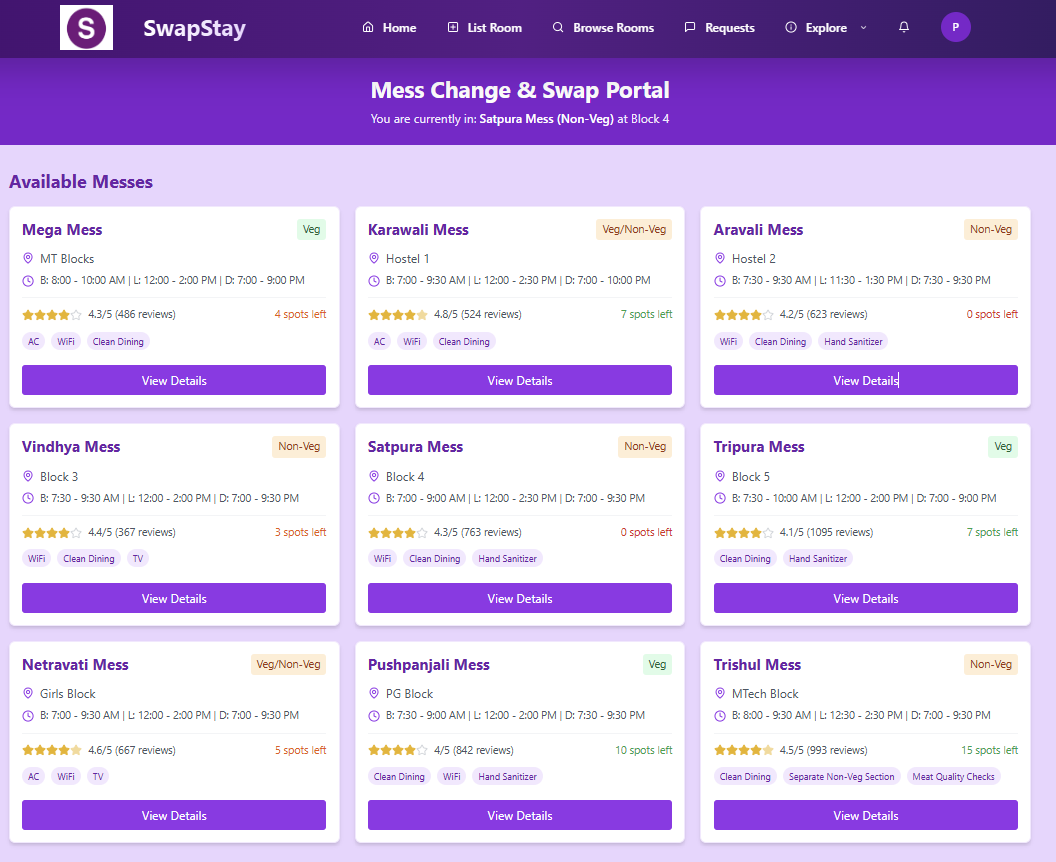 S SwapStay Home List Room Browse Rooms Requests Explore P
Mess Change & Swap Portal
You are currently in: Satpura Mess (Non-Veg) at Block 4
Available Messes
Mega Mess Veg
MT Blocks
B: 8:00 - 10:00 AM | L: 12:00 - 2:00 PM | D: 7:00 - 9:00 PM
4.3/5 (486 reviews) 4 spots left
AC WiFi Clean Dining
View Details
Karawali Mess Veg/Non-Veg
Hostel 1
B: 7:00 - 9:30 AM | L: 12:00 - 2:30 PM | D: 7:00 - 10:00 PM
4.8/5 (524 reviews) 7 spots left
AC WiFi Clean Dining
View Details
Aravali Mess Non-Veg
Hostel 2
B: 7:30 - 9:30 AM | L: 11:30 - 1:30 PM | D: 7:30 - 9:30 PM
4.2/5 (623 reviews) 0 spots left
WiFi Clean Dining Hand Sanitizer
View Details
Vindhya Mess Non-Veg
Block 3
B: 7:30 - 9:30 AM | L: 12:00 - 2:00 PM | D: 7:00 - 9:30 PM
4.4/5 (367 reviews) 3 spots left
WiFi Clean Dining TV
View Details
Satpura Mess Non-Veg
Block 4
B: 7:00 - 9:00 AM | L: 12:00 - 2:30 PM | D: 7:00 - 9:30 PM
4.3/5 (763 reviews) 0 spots left
WiFi Clean Dining Hand Sanitizer
View Details
Tripura Mess Veg
Block 5
B: 7:30 - 10:00 AM | L: 12:00 - 2:00 PM | D: 7:00 - 9:00 PM
4.1/5 (1095 reviews) 7 spots left
Clean Dining Hand Sanitizer
View Details
Netravati Mess Veg/Non-Veg
Girls Block
B: 7:00 - 9:30 AM | L: 12:00 - 2:00 PM | D: 7:00 - 9:30 PM
4.6/5 (667 reviews) 5 spots left
AC WiFi TV
View Details
Pushpanjali Mess Veg
PG Block
B: 7:30 - 9:00 AM | L: 12:00 - 2:00 PM | D: 7:30 - 9:30 PM
4/5 (842 reviews) 10 spots left
Clean Dining WiFi Hand Sanitizer
View Details
Trishul Mess Non-Veg
MTech Block
B: 8:00 - 9:30 AM | L: 12:30 - 2:30 PM | D: 7:00 - 9:30 PM
4.5/5 (993 reviews) 15 spots left
Clean Dining Separate Non-Veg Section Meat Quality Checks
View Details